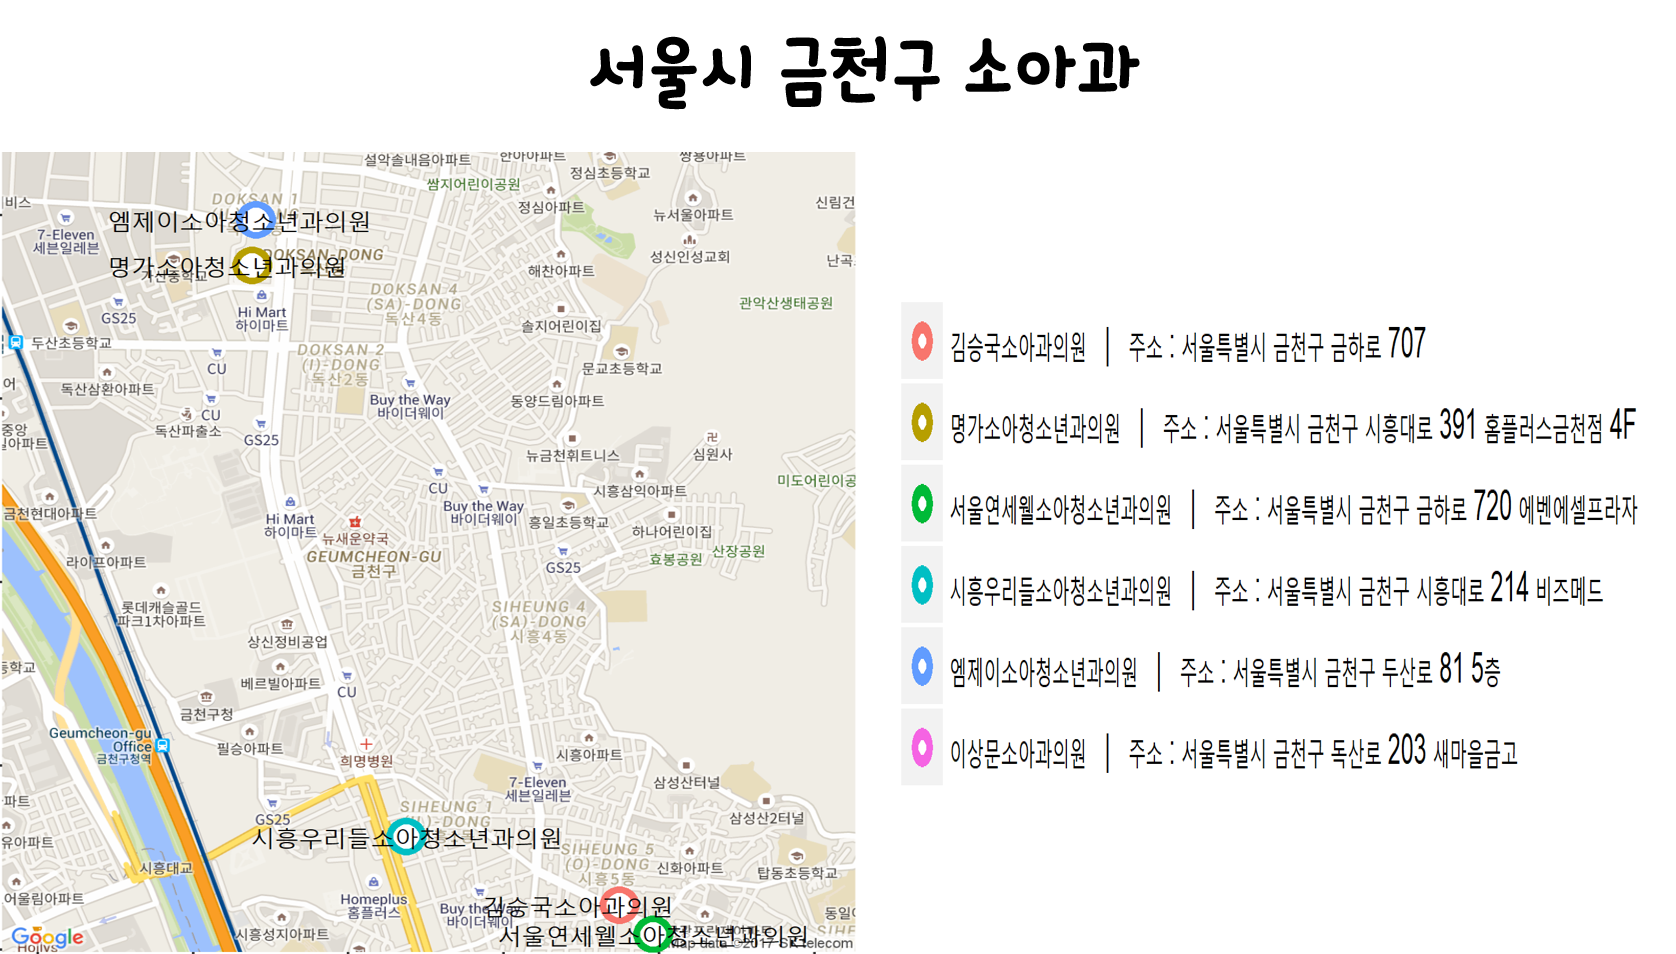 서울시 금천구 소아과
설악솔내음아파트
한아아파트
쌍용아파트
정심초등학교
쌈지어린이공원
DOKSAN 1
정심아파트
뉴서울아파트
신림건
비스
엠제이소아청소년과의원
7-Eleven
세븐일레븐
DOKSAN-DONG
성신인성교회
난곡
명가소아청소년과의원
해찬아파트
DOKSAN 4
(SA)-DONG
독산4동
관악산생태공원
GS25
Hi Mart
하이마트
솔지어린이집
두산초등학교
DOKSAN 2
(I)-DONG
독산2동
CU
문교초등학교
어
독산삼환아파트
Buy the Way
바이더웨이
동양드림아파트
CU
중앙
일아파트
독산파출소
GS25
심원사
뉴금천휘트니스
CU
시흥삼익아파트
미도어린이공
금천현대아파트
Hi Mart
하이마트
Buy the Way
바이더웨이
흥일초등학교
하나어린이집
뉴새운약국
GEUMCHEON-GU
금천구
라이프아파트
GS25
효봉공원
산장공원
롯데캐슬골드
파크1차아파트
SIHEUNG 4
(SA)-DONG
시흥4동
상신정비공업
등학교
베르빌아파트
CU
금천구청
Geumcheon-gu
Office
금천구청역
필승아파트
희명병원
시흥아파트
7-Eleven
세븐일레븐
삼성산터널
파트
GS25
SIHEUNG 1
삼성산2터널
유아파트
시흥우리들소아청소년과의원
SIHEUNG 5
(O)-DONG
시흥5동
시흥대교
신화아파트
탑동초등학교
어울림아파트
Homeplus
홈플러스
Buy the Way
바이더웨이
김승국소아과의원
동일
시흥성지아파트
서울연세웰소아청소년과의원
Google
Map data ©2017 SK telecom
김승국소아과의원 | 주소 : 서울특별시 금천구 금하로 707
명가소아청소년과의원 | 주소 : 서울특별시 금천구 시흥대로 391 홈플러스금천점 4F
서울연세웰소아청소년과의원 | 주소 : 서울특별시 금천구 금하로 720 에벤에셀프라자
시흥우리들소아청소년과의원 | 주소 : 서울특별시 금천구 시흥대로 214 비즈메드
엠제이소아청소년과의원 | 주소 : 서울특별시 금천구 두산로 81 5층
이상문소아과의원 | 주소 : 서울특별시 금천구 독산로 203 새마을금고